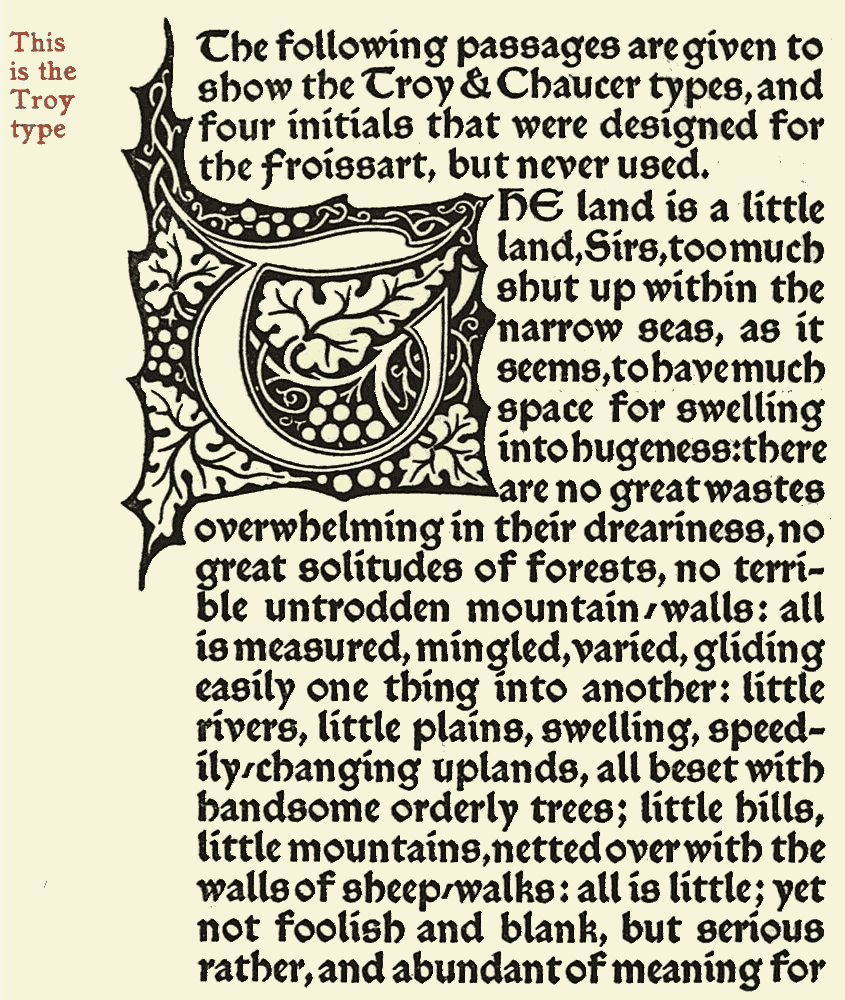 This
is the
Troy
type
The following passages are given to
show the Troy & Chaucer types, and
four initials that were designed for
the Froissart, but never used.
THE land is a little
land, Sirs, too much
shut up within the
narrow seas, as it
seems, to have much
space for swelling
into hugeness: there
are no great wastes
overwhelming in their dreariness, no
great solitudes of forests, no terri-
ble untrodden mountain-walls: all
is measured, mingled, varied, gliding
easily one thing into another: little
rivers, little plains, swelling, speed-
ily-changing uplands, all beset with
handsome orderly trees; little hills,
little mountains, netted over with the
walls of sheep-walks: all is little; yet
not foolish and blank, but serious
rather, and abundant of meaning for